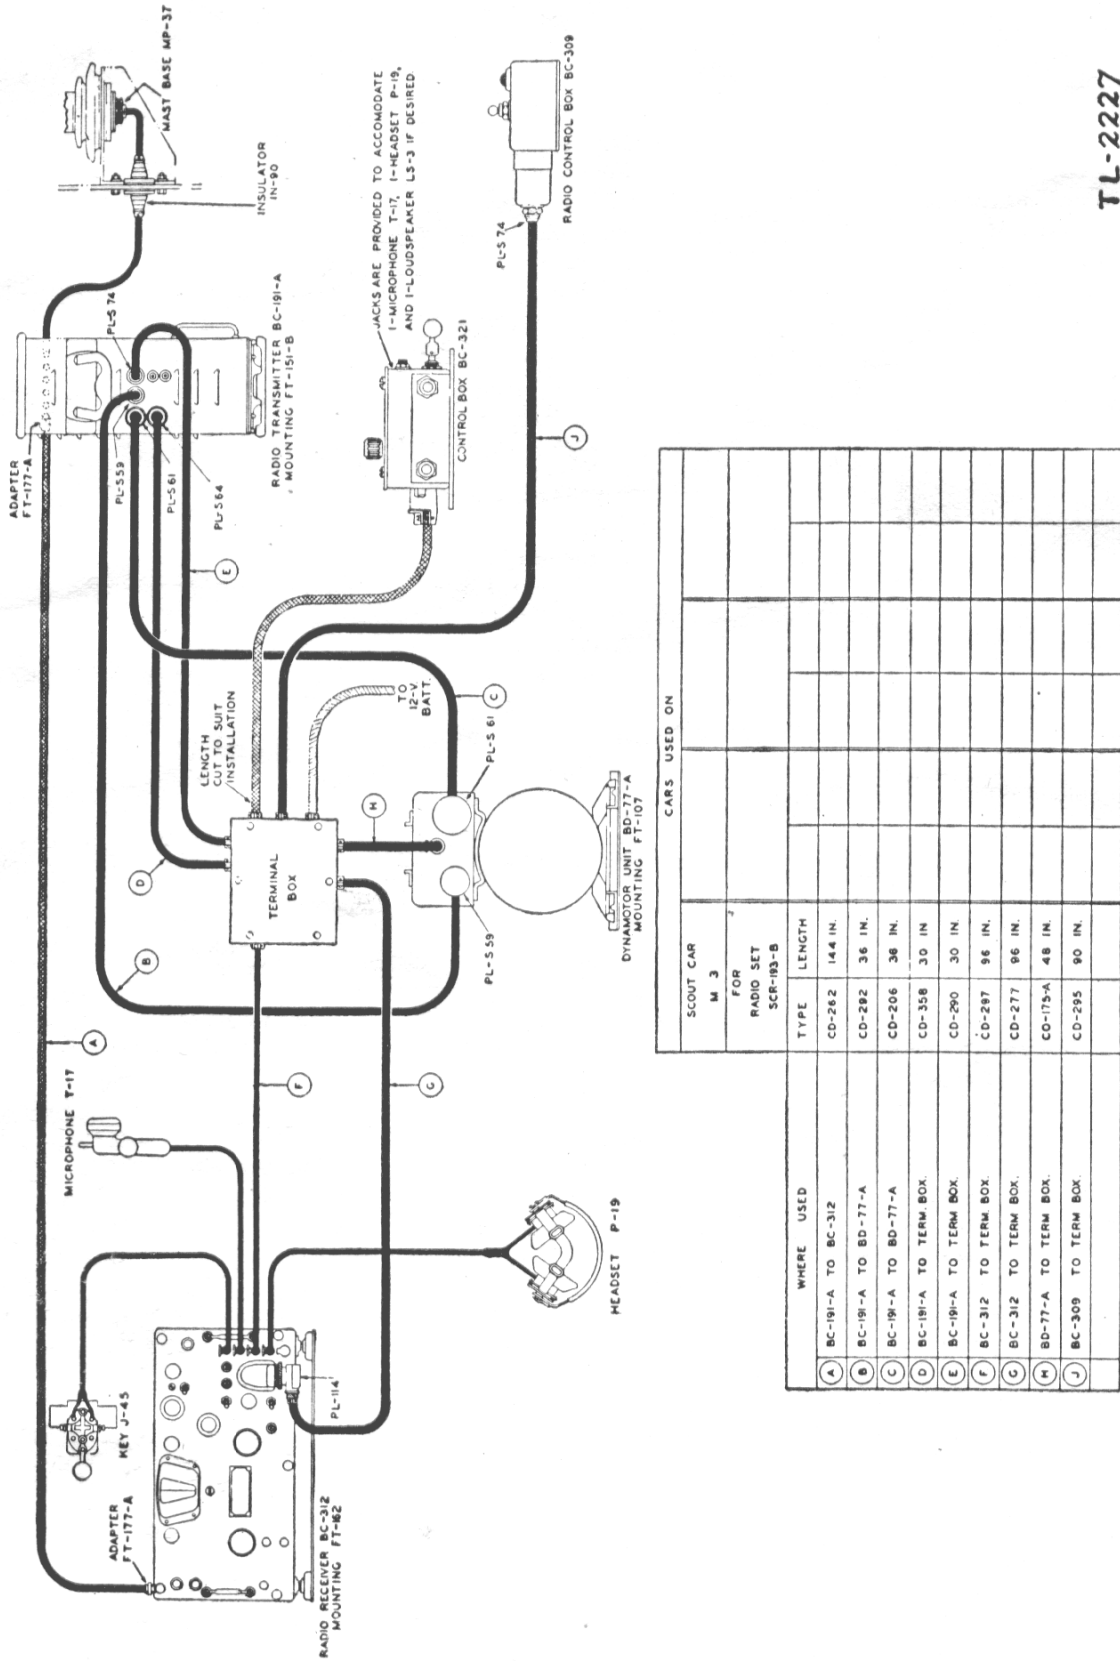 ADAPTER
FT-177-A
RADIO RECEIVER BC-312
MOUNTING FT-162
KEY J-45
PL-114
MICROPHONE T-17
HEADSET P-19
A
B
D
F
G
TERMINAL
BOX
LENGTH
CUT TO SUIT
INSTALLATION
TO
12-V.
BATT.
H
C
E
J
PL-S 59
PL-S 61
DYNAMOTOR UNIT BD-77-A
MOUNTING FT-107
ADAPTER
FT-177-A
PL-S59
PL-S61
PL-S64
PL-S 74
RADIO TRANSMITTER BC-191-A
MOUNTING FT-151-B
INSULATOR
IN-90
MAST BASE MP-37
JACKS ARE PROVIDED TO ACCOMODATE
1-MICROPHONE T-17, 1-HEADSET P-19,
AND 1-LOUDSPEAKER LS-3 IF DESIRED.
CONTROL BOX BC-321
PL-S 74
RADIO CONTROL BOX BC-309
CARS USED ON
SCOUT CAR
M 3
FOR
RADIO SET
SCR-193-B
WHERE USED TYPE LENGTH
A BC-191-A TO BC-312 CD-262 144 IN.
B BC-191-A TO BD-77-A CD-292 36 IN.
C BC-191-A TO BD-77-A CD-206 36 IN.
D BC-191-A TO TERM. BOX. CD-358 30 IN
E BC-191-A TO TERM BOX. CD-290 30 IN.
F BC-312 TO TERM. BOX. CD-297 96 IN.
G BC-312 TO TERM BOX. CD-277 96 IN.
H BD-77-A TO TERM BOX. CO-175-A 48 IN.
J BC-309 TO TERM BOX. CD-295 90 IN.
TL-2227